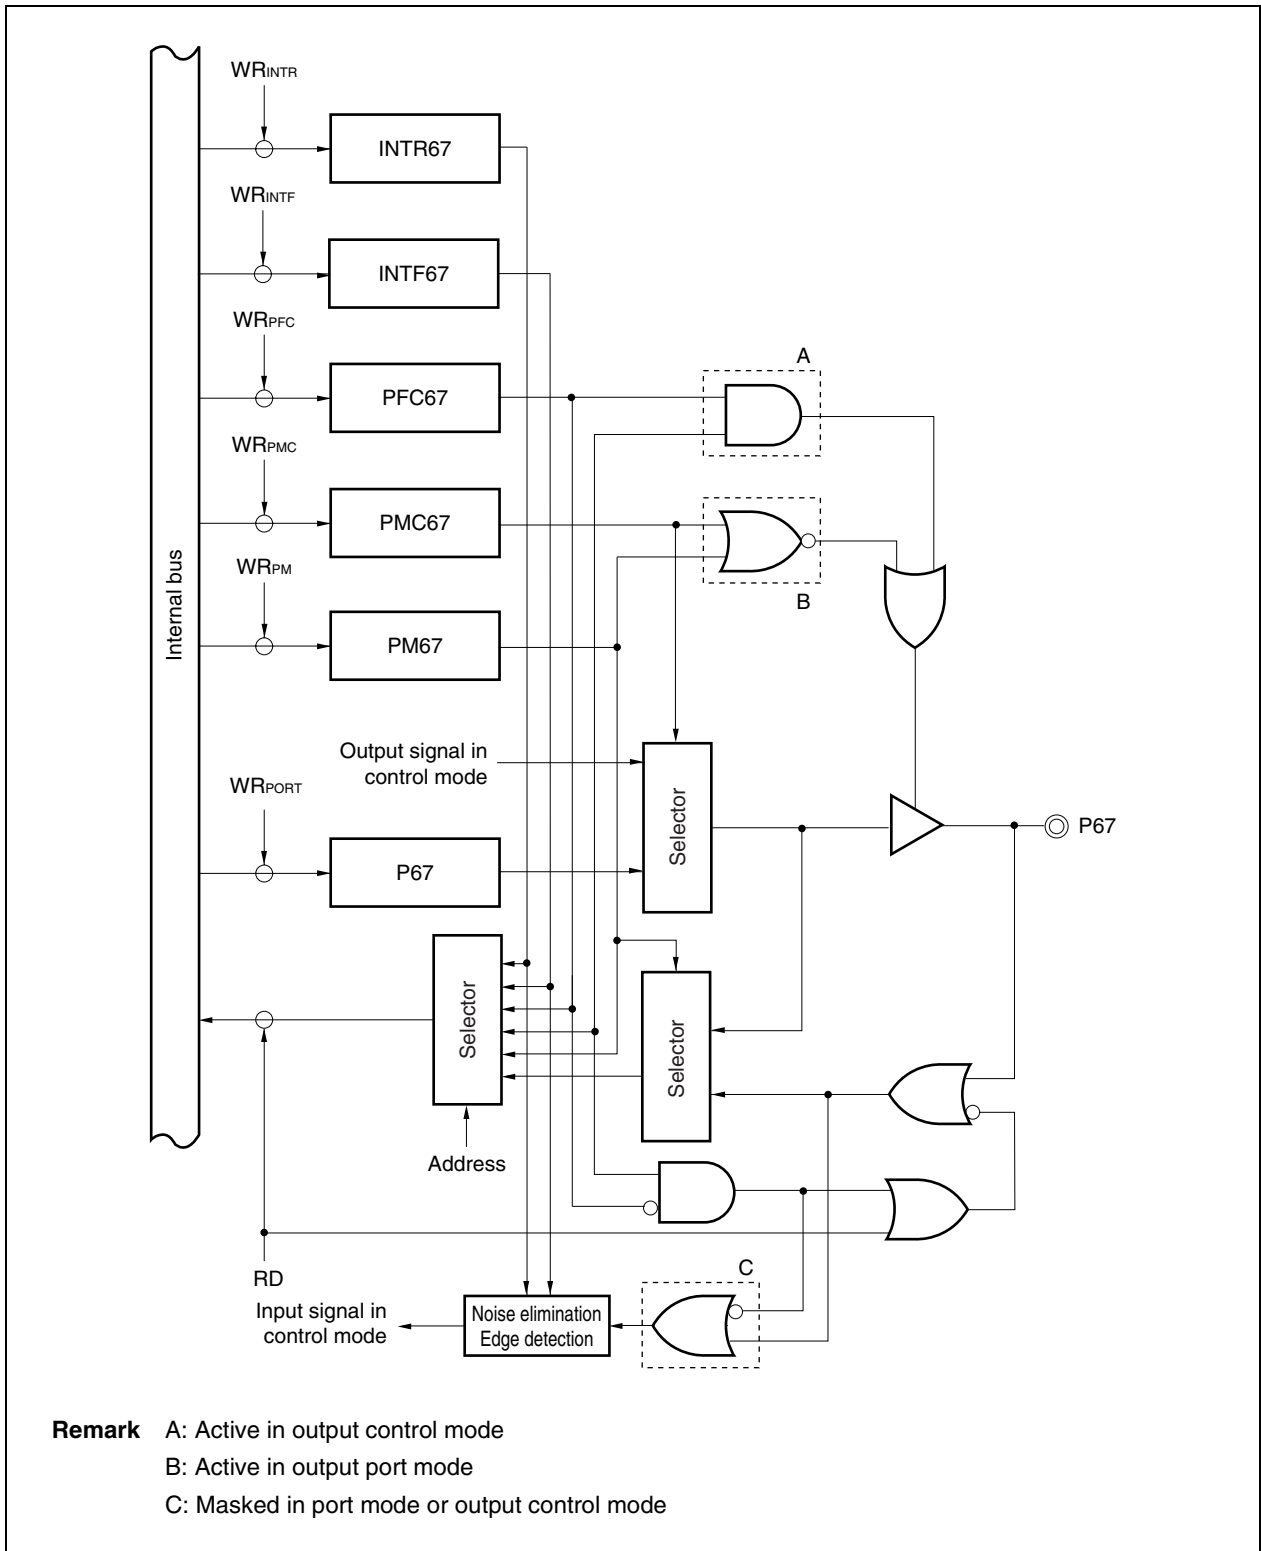 WRINTR
INTR67
WRINTF
INTF67
WRPFC
PFC67
A
WRPMC
PMC67
B
WRPM
PM67
Internal bus
Output signal in
control mode
Selector
WRPORT
P67
P67
Selector
Selector
Address
RD
C
Input signal in
control mode
Noise elimination
Edge detection
Remark A: Active in output control mode
B: Active in output port mode
C: Masked in port mode or output control mode